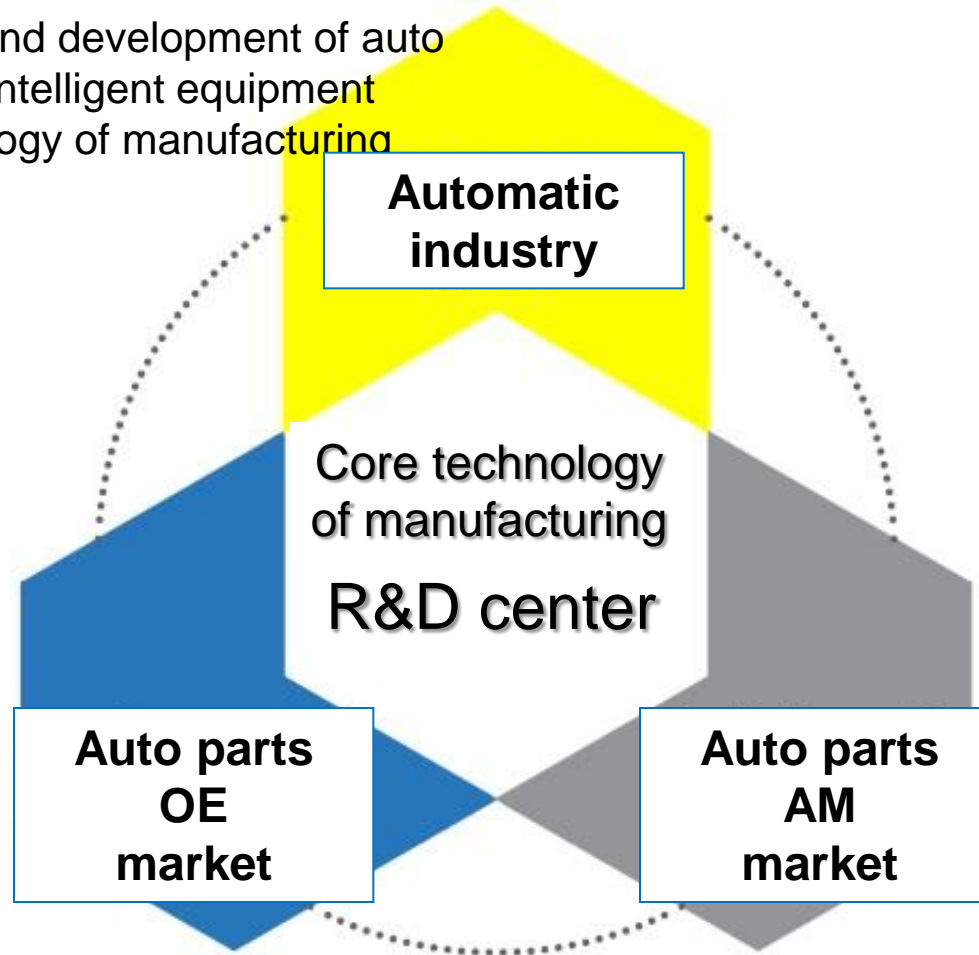 nd development of auto
ntelligent equipment
ogy of manufacturing
Automatic
industry
Core technology
of manufacturing
R&D center
Auto parts
OE
market
Auto parts
AM
market